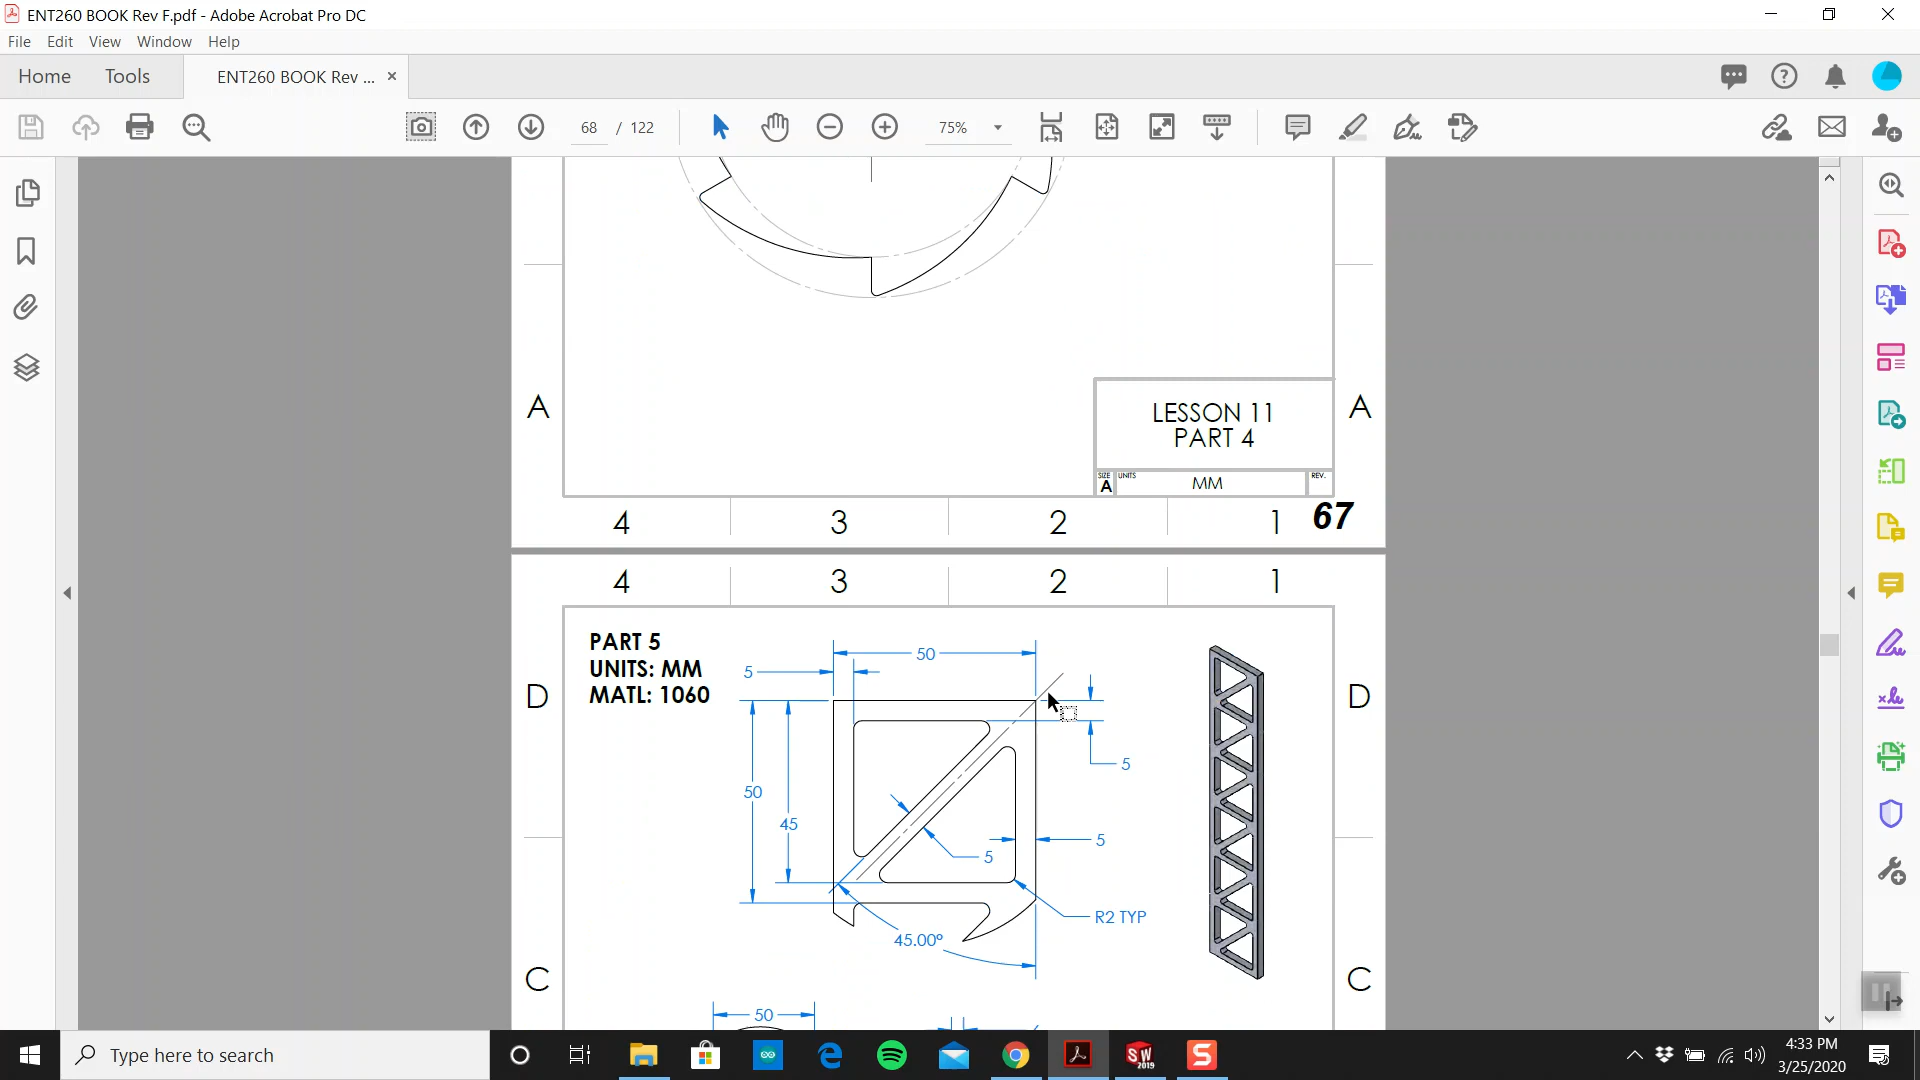 ENT260 BOOK Rev F.pdf - Adobe Acrobat Pro DC
File Edit View Window Help
Home Tools ENT260 BOOK Rev ... ×
68 / 122 75%
A A
LESSON 11
PART 4
SIZE UNITS REV.
A MM
4 3 2 1 67
4 3 2 1
PART 5
UNITS: MM
MATL: 1060
50
5
D D
5
50
45
5
5
R2 TYP
45.00°
C C
50
Type here to search
SW
2019
S
4:33 PM
3/25/2020